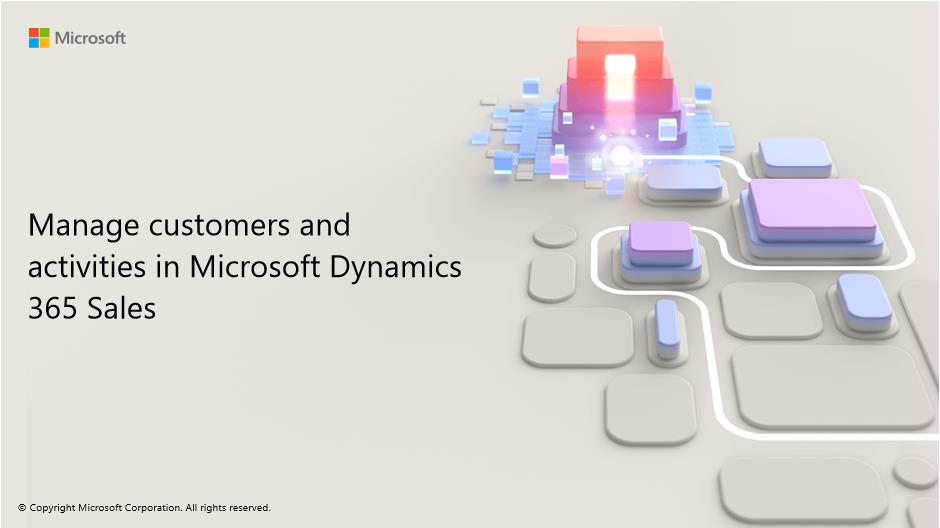 Microsoft
Manage customers and
activities in Microsoft Dynamics
365 Sales
© Copyright Microsoft Corporation. All rights reserved.